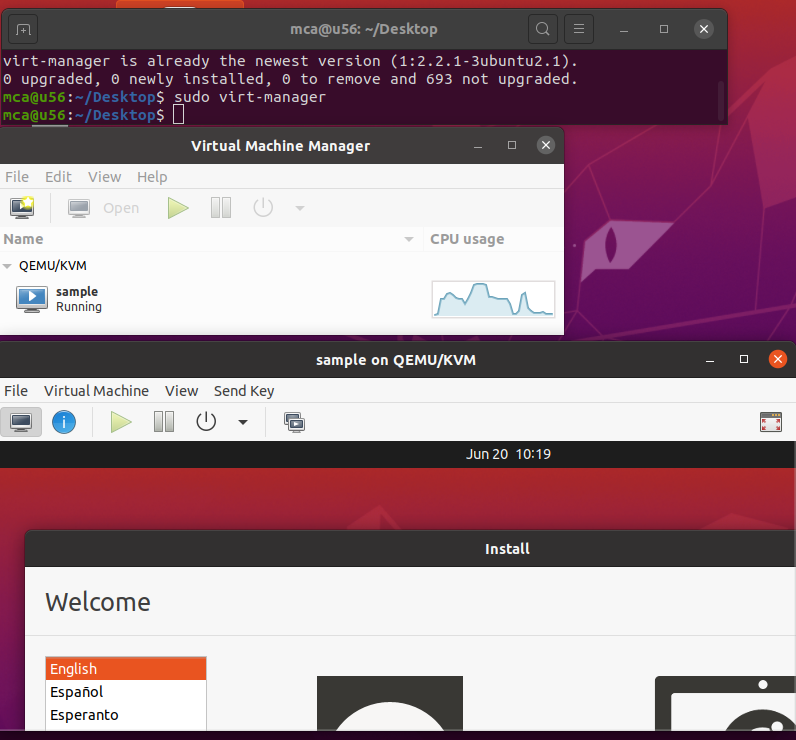 mca@u56: ~/Desktop
virt-manager is already the newest version (1:2.2.1-3ubuntu2.1).
0 upgraded, 0 newly installed, 0 to remove and 693 not upgraded.
mca@u56:~/Desktop$ sudo virt-manager
mca@u56:~/Desktop$
Virtual Machine Manager
File Edit View Help
Open
Name CPU usage
QEMU/KVM
sample
Running
sample on QEMU/KVM
File Virtual Machine View Send Key
Jun 20 10:19
Install
Welcome
English
Español
Esperanto